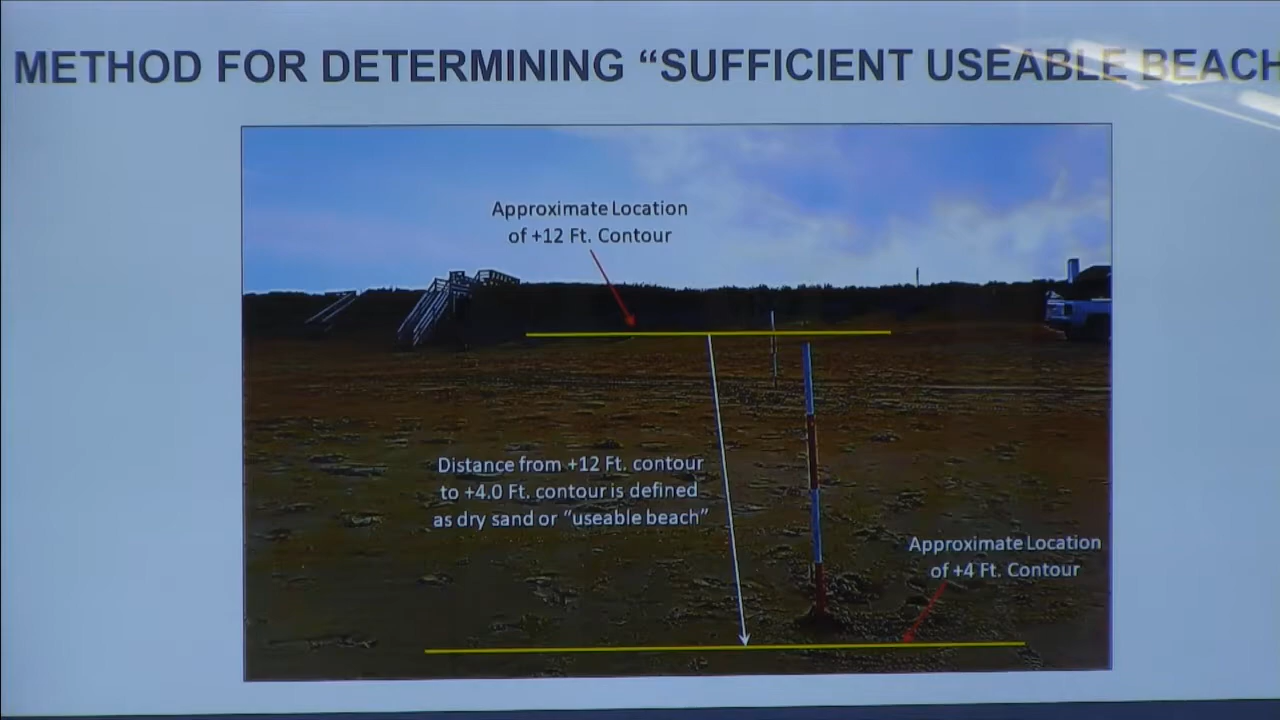 METHOD FOR DETERMINING “SUFFICIENT USEABLE BEACH
Approximate Location
of +12 Ft. Contour
Distance from +12 Ft. contour
to +4.0 Ft. contour is defined
as dry sand or “useable beach”
Approximate Location
of +4 Ft. Contour